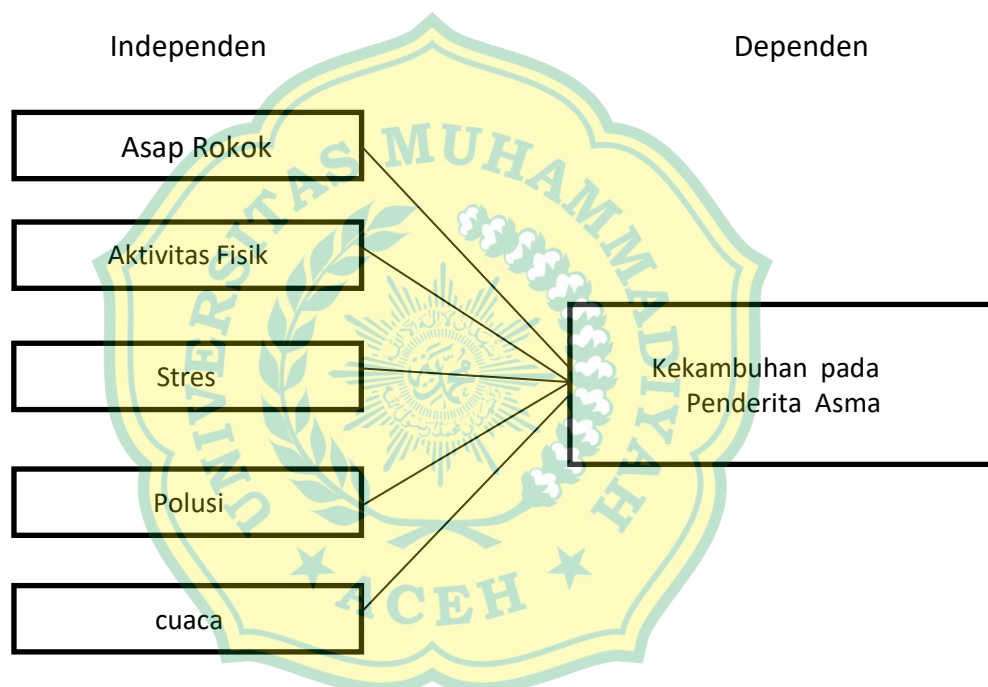 Independen
Dependen
Asap Rokok
Aktivitas Fisik
Stres
Polusi
cuaca
Kekambuhan pada
Penderita Asma
UNIVERSITAS MUHAMMADIYAH
ACEH